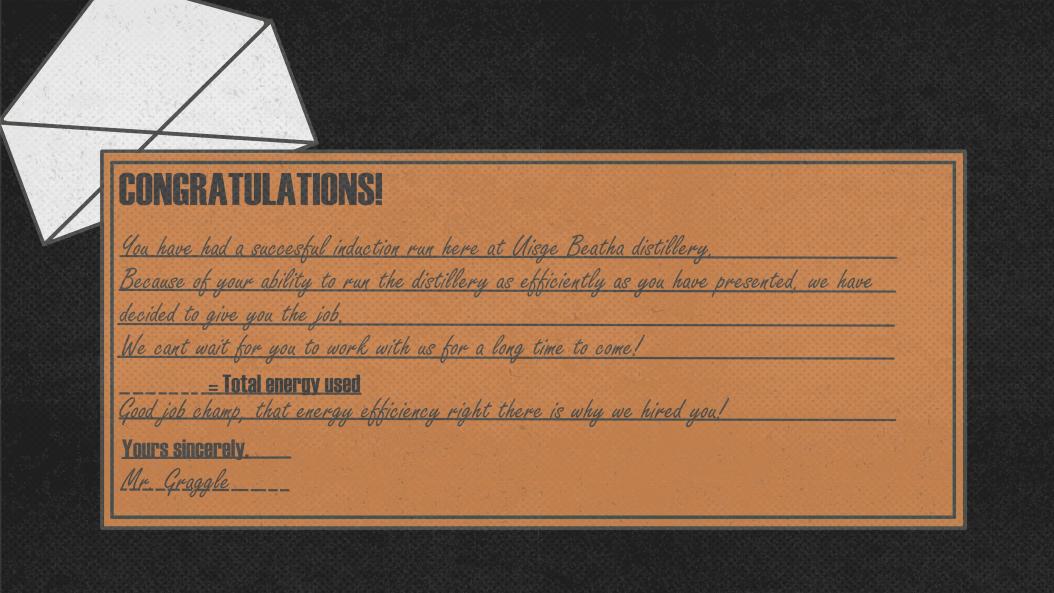 CONGRATULATIONS!
You have had a succesful induction run here at Uisge Beatha distillery.
Because of your ability to run the distillery as efficiently as you have presented, we have
decided to give you the job.
We cant wait for you to work with us for a long time to come!
________= Total energy used
Good job champ, that energy efficiency right there is why we hired you!
Yours sincerely,
Mr. Graggle